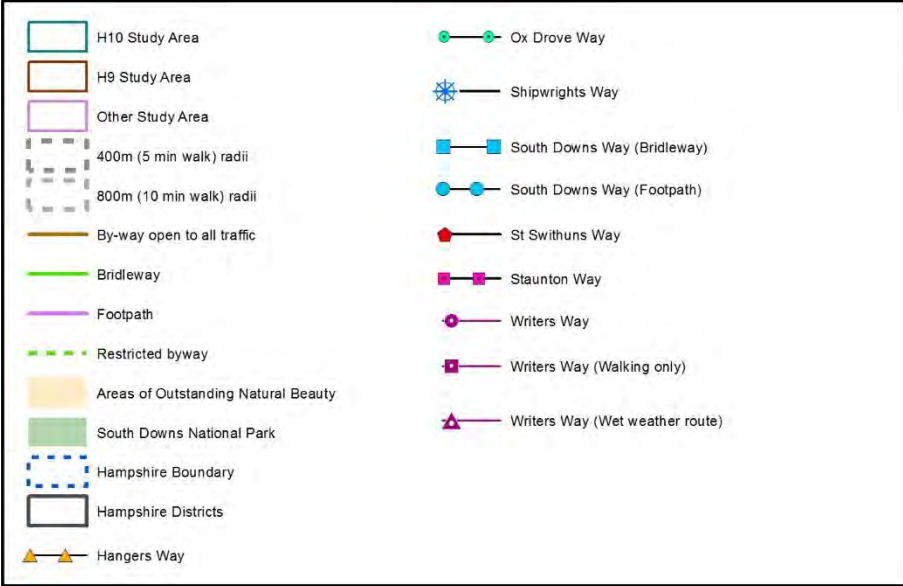 H10 Study Area
H9 Study Area
Other Study Area
400m (5 min walk) radii
800m (10 min walk) radii
By-way open to all traffic
Bridleway
Footpath
Restricted byway
Areas of Outstanding Natural Beauty
South Downs National Park
Hampshire Boundary
Hampshire Districts
Hangers Way
Ox Drove Way
Shipwrights Way
South Downs Way (Bridleway)
South Downs Way (Footpath)
St Swithuns Way
Staunton Way
Writers Way
Writers Way (Walking only)
Writers Way (Wet weather route)